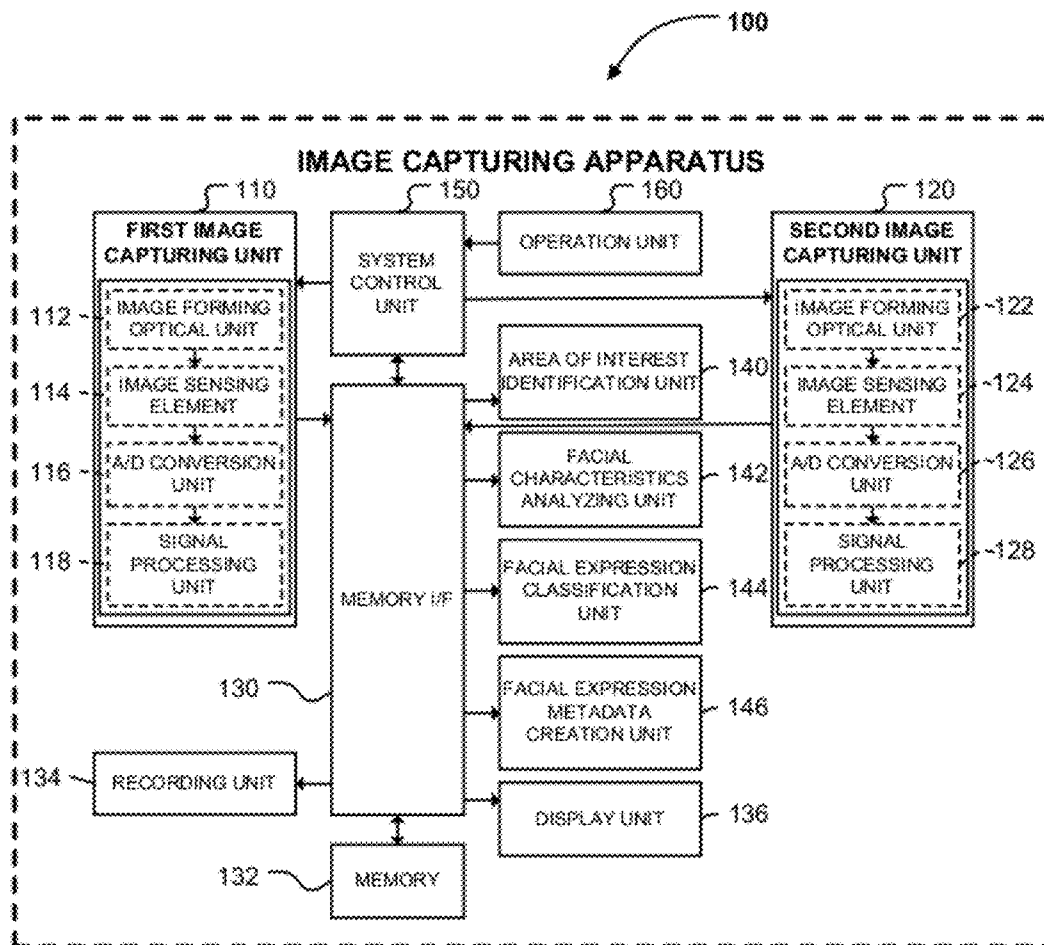 100
IMAGE CAPTURING APPARATUS
110
150
160
120
FIRST IMAGE
CAPTURING UNIT
SYSTEM
CONTROL
UNIT
OPERATION UNIT
SECOND IMAGE
CAPTURING UNIT
112
IMAGE FORMING
OPTICAL UNIT
114
IMAGE SENSING
ELEMENT
116
A/D CONVERSION
UNIT
118
SIGNAL
PROCESSING
UNIT
AREA OF INTEREST
IDENTIFICATION UNIT
140
FACIAL
CHARACTERISTICS
ANALYZING UNIT
142
FACIAL EXPRESSION
CLASSIFICATION
UNIT
144
FACIAL EXPRESSION
METADATA
CREATION UNIT
146
IMAGE FORMING
OPTICAL UNIT
122
IMAGE SENSING
ELEMENT
124
A/D CONVERSION
UNIT
126
SIGNAL
PROCESSING
UNIT
128
MEMORY I/F
130
134
RECORDING UNIT
DISPLAY UNIT
136
132
MEMORY